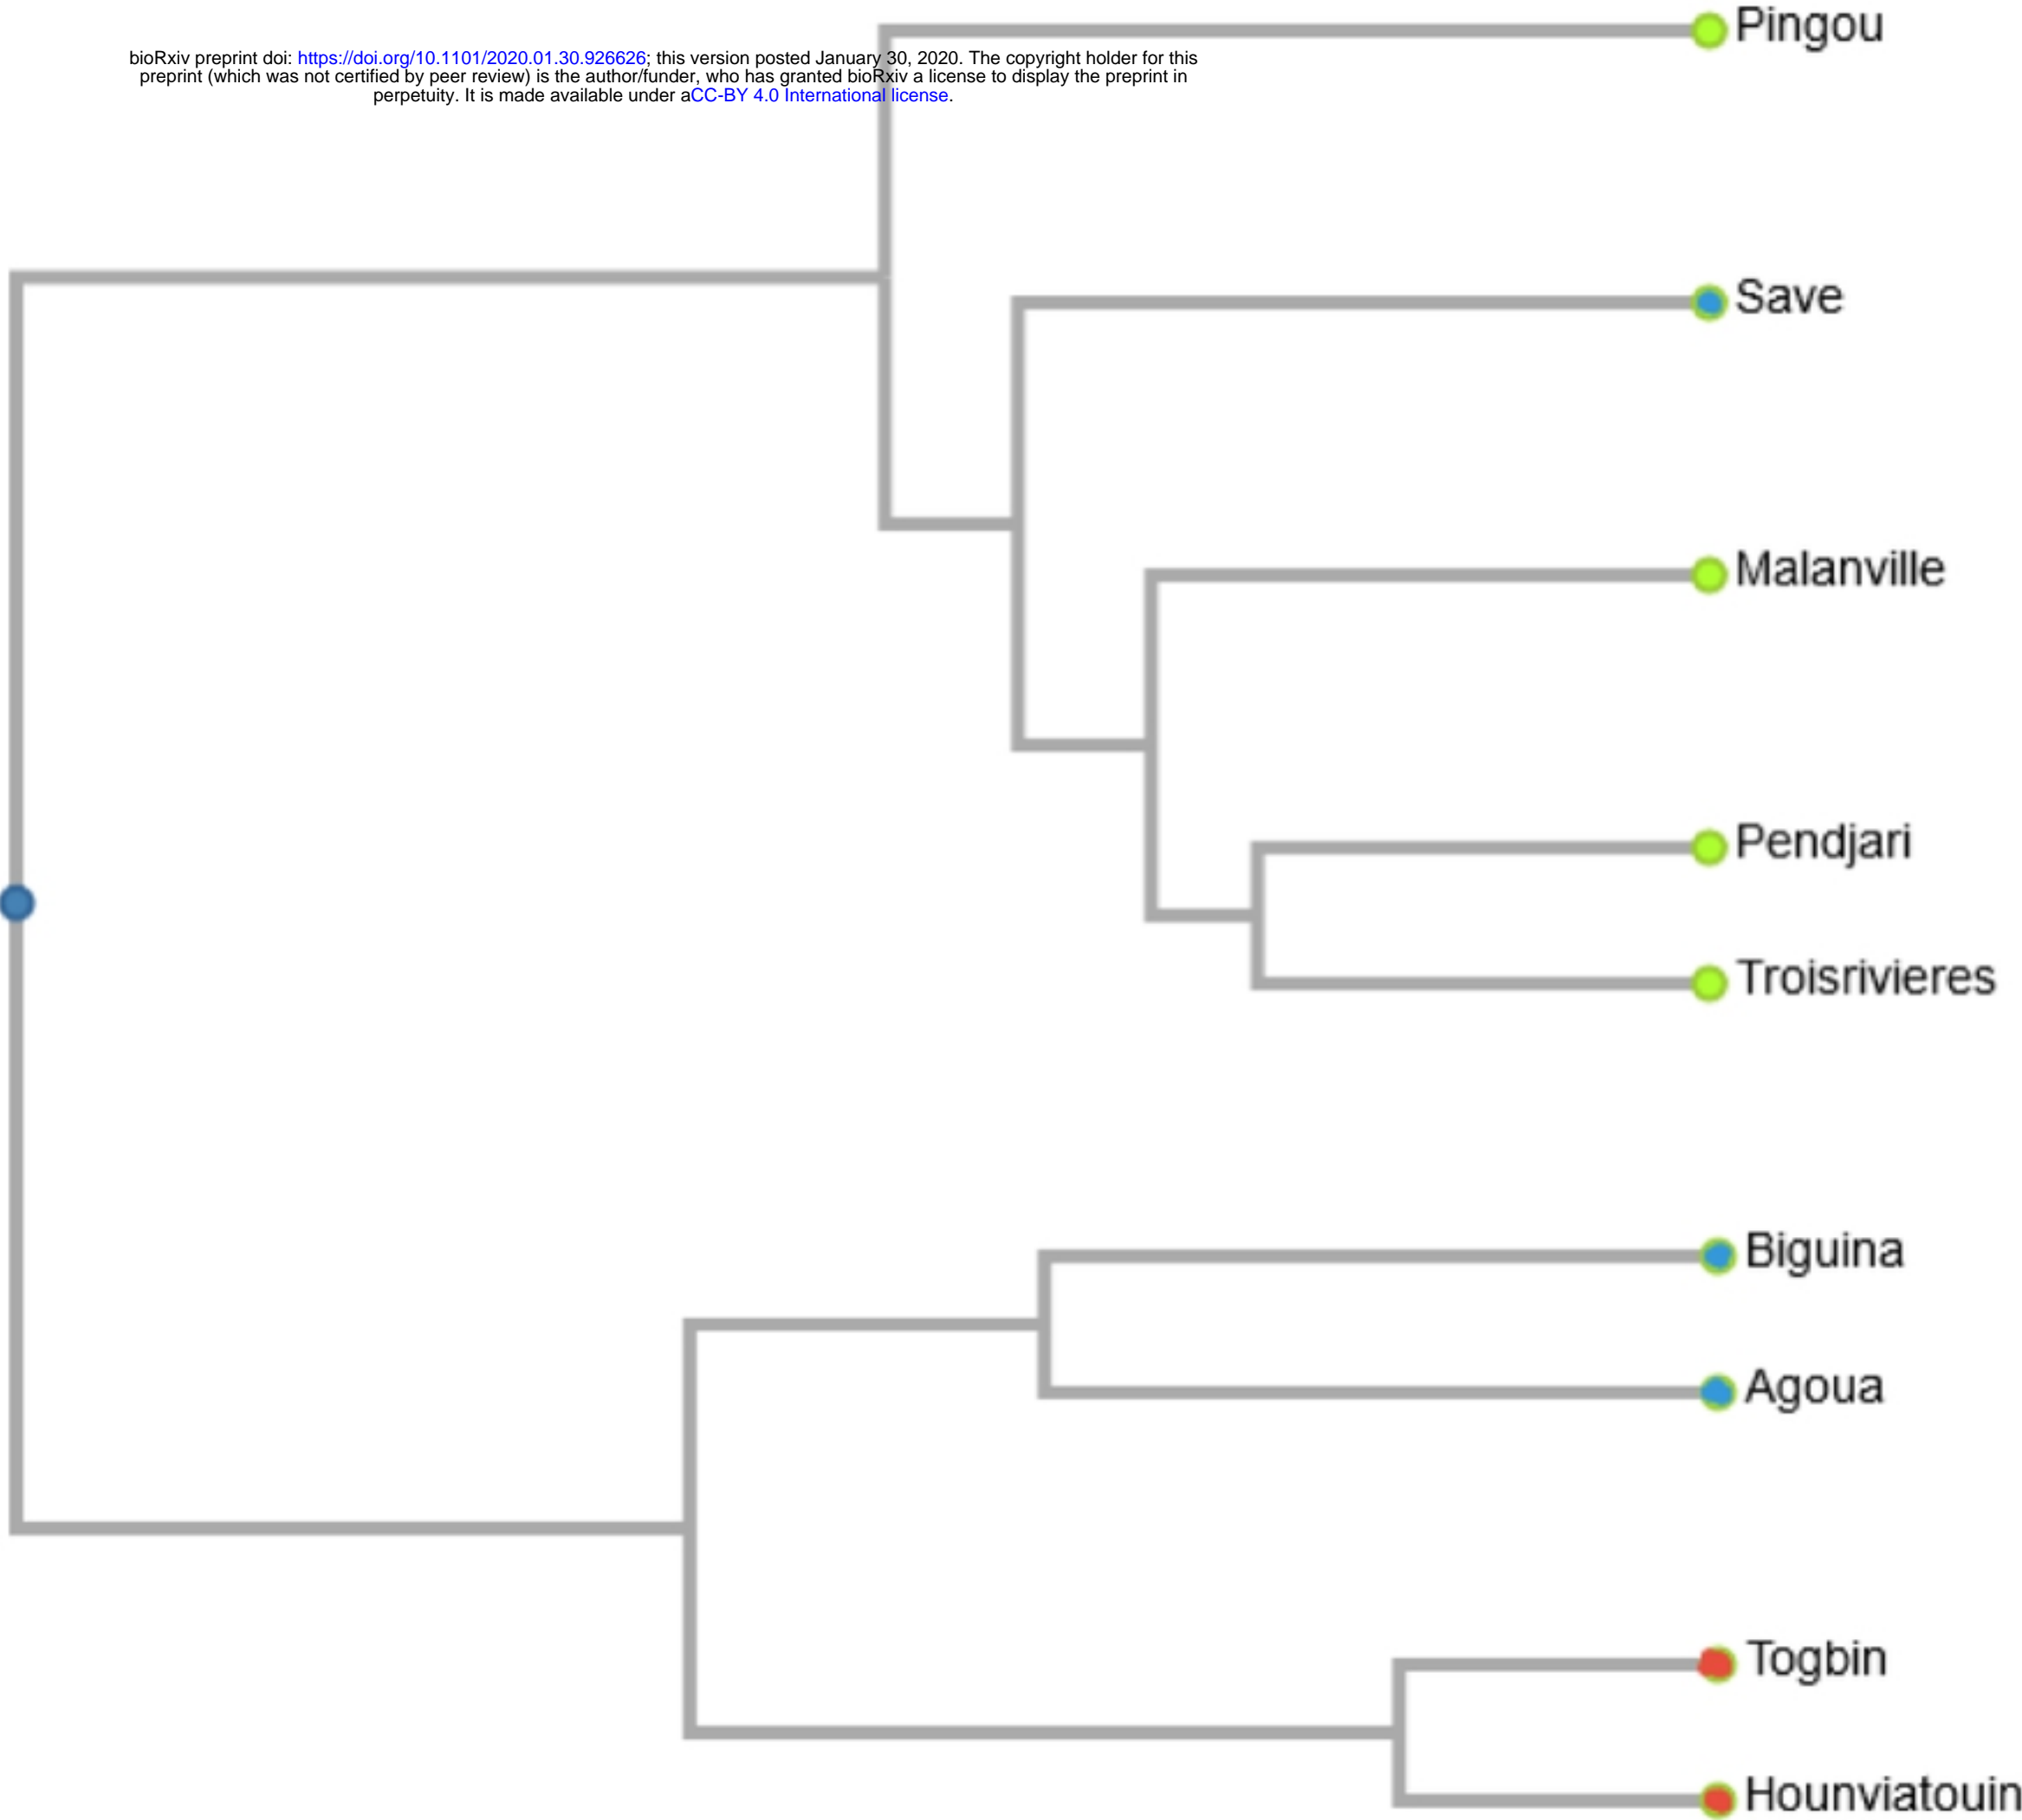 Pingou
bioRxiv preprint doi: https://doi.org/10.1101/2020.01.30.926626; this version posted January 30, 2020. The copyright holder for this
preprint (which was not certified by peer review) is the author/funder, who has granted bioRxiv a license to display the preprint in
perpetuity. It is made available under aCC-BY 4.0 International license.
Save
Malanville
Pendjari
Troisrivieres
Biguina
Agoua
Togbin
Hounviatouin